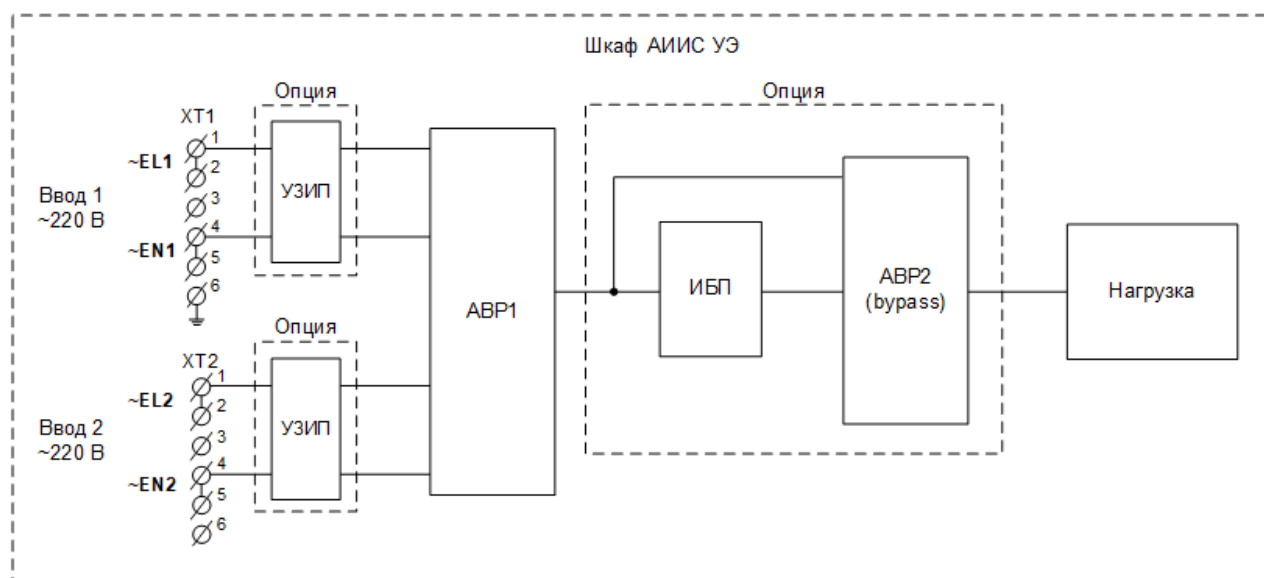 Шкаф АИИС УЭ
Опция
Опция
XT1
1
~EL1
2
УЗИП
Ввод 1
~220 В
3
4
~EN1
5
6
АВР1
ИБП
АВР2
(bypass)
Нагрузка
Опция
XT2
1
~EL2
2
УЗИП
Ввод 2
~220 В
3
4
~EN2
5
6